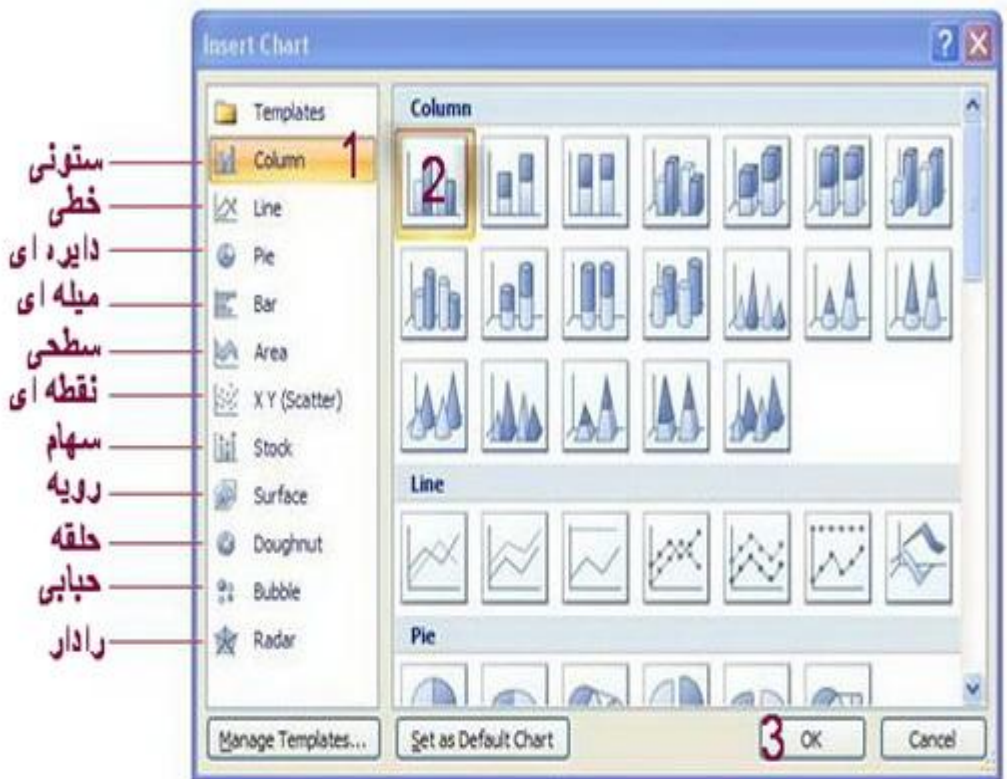 Insert Chart
Templates
ستونی
Column
1
خطی
Line
دایره ای
Pie
میله ای
Bar
سطحی
Area
نقطه ای
X Y (Scatter)
سهام
Stock
رویه
Surface
حلقه
Doughnut
حبابی
Bubble
رادار
Radar
Column
2
Line
Pie
Manage Templates...
Set as Default Chart
3 OK
Cancel